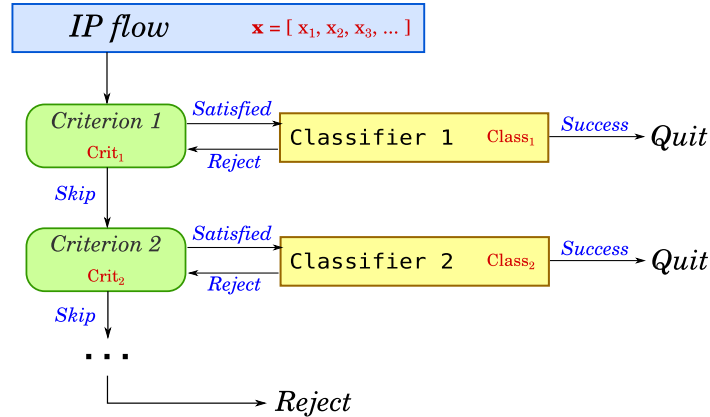 IP flow x = [ x₁, x₂, x₃, ... ]
Criterion 1
Crit₁
Satisfied
Reject
Classifier 1 Class₁
Success
Quit
Skip
Criterion 2
Crit₂
Satisfied
Reject
Classifier 2 Class₂
Success
Quit
Skip
...
Reject